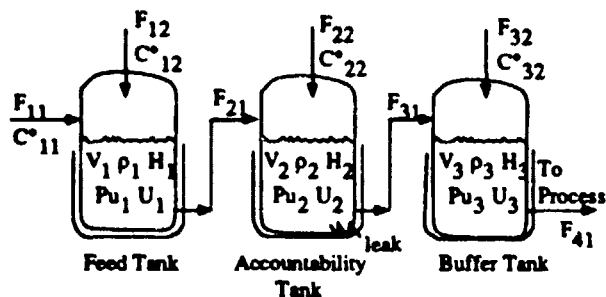 F12
C°12
F22
C°22
F32
C°32
F11
C°11
F21
F31
V1 ρ1 H1
Pu1 U1
V2 ρ2 H2
Pu2 U2
V3 ρ3 H3
Pu3 U3
To
Process
F41
leak
Feed Tank
Accountability
Tank
Buffer Tank